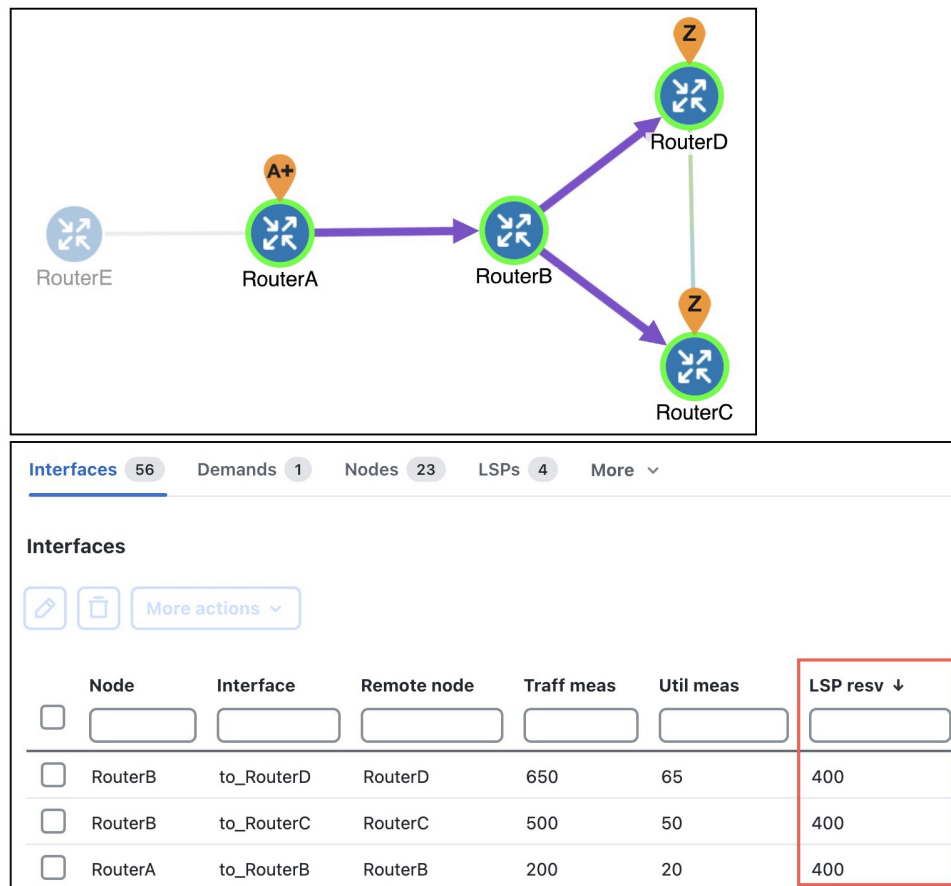 Z
RouterD
A+
RouterE
RouterA
RouterB
Z
RouterC
Interfaces 56 Demands 1 Nodes 23 LSPs 4 More
Interfaces
More actions
Node Interface Remote node Traff meas Util meas LSP resv ↓
RouterB to_RouterD RouterD 650 65 400
RouterB to_RouterC RouterC 500 50 400
RouterA to_RouterB RouterB 200 20 400